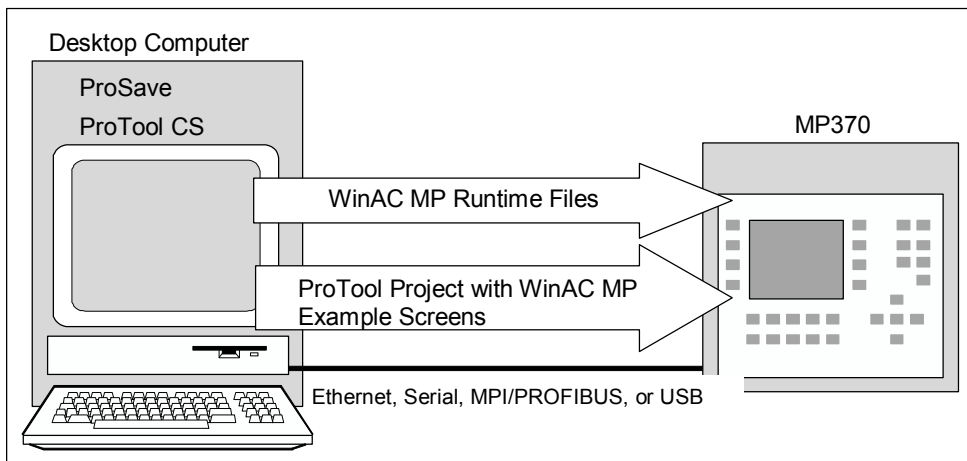 Desktop Computer
ProSave
ProTool CS
MP370
WinAC MP Runtime Files
ProTool Project with WinAC MP
Example Screens
Ethernet, Serial, MPI/PROFIBUS, or USB